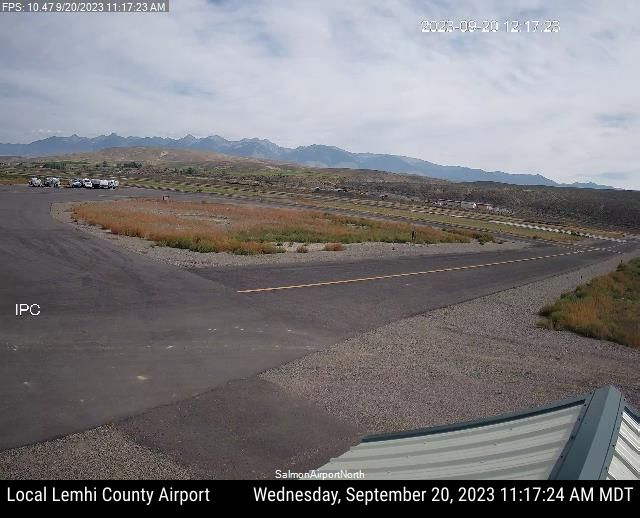 FPS: 10.47 9/20/2023 11:17:23 AM
2023-09-20 12:17:23
IPC
SalmonAirportNorth
Local Lemhi County Airport Wednesday, September 20, 2023 11:17:24 AM MDT